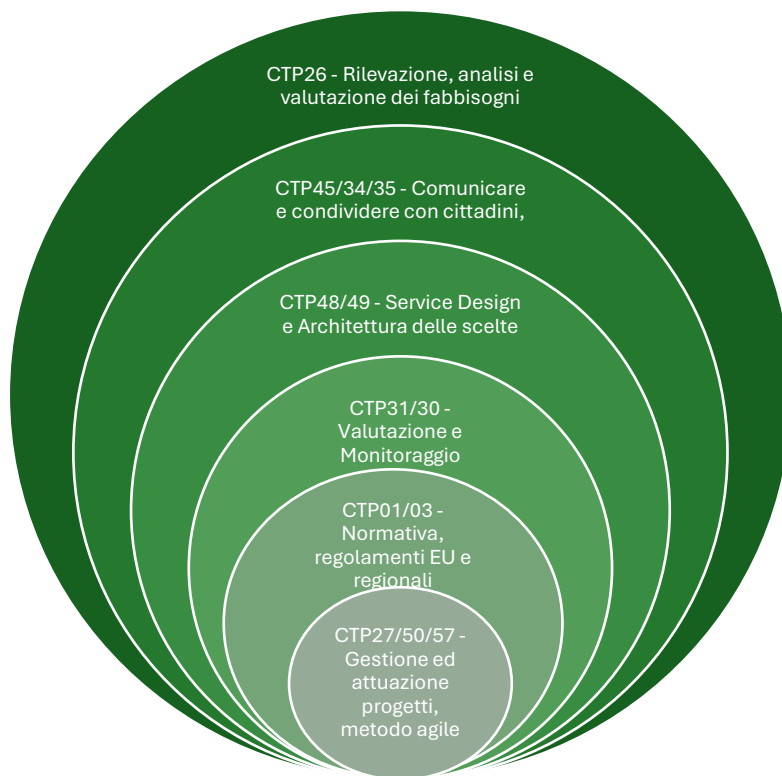 CTP26 - Rilevazione, analisi e
valutazione dei fabbisogni
CTP45/34/35 - Comunicare
e condividere con cittadini,
CTP48/49 - Service Design
e Architettura delle scelte
CTP31/30 -
Valutazione e
Monitoraggio
CTP01/03 -
Normativa,
regolamenti EU e
regionali
CTP27/50/57 -
Gestione ed
attuazione
progetti,
metodo agile